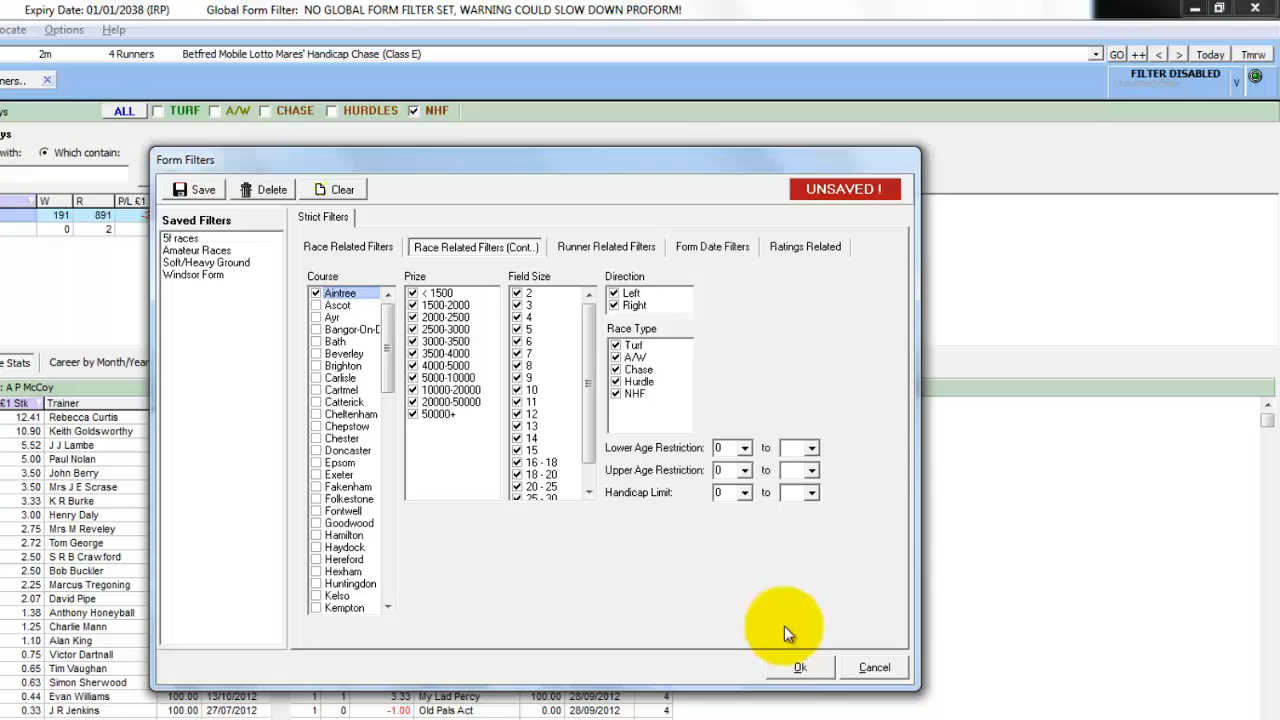 Expiry Date: 01/01/2038 (IRP) Global Form Filter: NO GLOBAL FORM FILTER SET, WARNING COULD SLOW DOWN PROFORM!
ocate Options Help
2m 4 Runners Betfred Mobile Lotto Mares' Handicap Chase (Class E) GO ++ < > Today Tmrw
ners.. X FILTER DISABLED V
ys ALL TURF A/W CHASE HURDLES NHF
ys
with: Which contain:
W R P/L £1
191 891 -2
0 2
Form Filters
Save Delete Clear UNSAVED !
Saved Filters
5f races
Amateur Races
Soft/Heavy Ground
Windsor Form
Strict Filters
Race Related Filters Race Related Filters (Cont..) Runner Related Filters Form Date Filters Ratings Related
Course
Aintree
Ascot
Ayr
Bangor-On-D
Bath
Beverley
Brighton
Carlisle
Cartmel
Catterick
Cheltenham
Chepstow
Chester
Doncaster
Epsom
Exeter
Fakenham
Folkestone
Fontwell
Goodwood
Hamilton
Haydock
Hereford
Hexham
Huntingdon
Kelso
Kempton
Prize
< 1500
1500-2000
2000-2500
2500-3000
3000-3500
3500-4000
4000-5000
5000-10000
10000-20000
20000-50000
50000+
Field Size
2
3
4
5
6
7
8
9
10
11
12
13
14
15
16 - 18
18 - 20
20 - 25
25 - 30
Direction
Left
Right
Race Type
Turf
A/W
Chase
Hurdle
NHF
Lower Age Restriction: 0 to
Upper Age Restriction: 0 to
Handicap Limit: 0 to
Ok Cancel
e Stats Career by Month/Year
: A P McCoy
£1 Stk Trainer
12.41 Rebecca Curtis
10.90 Keith Goldsworthy
5.52 J J Lambe
5.00 Paul Nolan
3.50 John Berry
3.50 Mrs J E Scrase
3.33 K R Burke
3.00 Henry Daly
2.75 Mrs M Reveley
2.72 Tom George
2.50 S R B Crawford
2.50 Bob Buckler
2.25 Marcus Tregoning
2.07 David Pipe
1.38 Anthony Honeyball
1.25 Charlie Mann
1.10 Alan King
0.75 Victor Dartnall
0.65 Tim Vaughan
0.63 Simon Sherwood
0.44 Evan Williams 100.00 13/10/2012 1 1 3.33 My Lad Percy 100.00 28/09/2012 4
0.33 J R Jenkins 100.00 27/07/2012 1 0 -1.00 Old Pals Act 0.00 28/09/2012 4